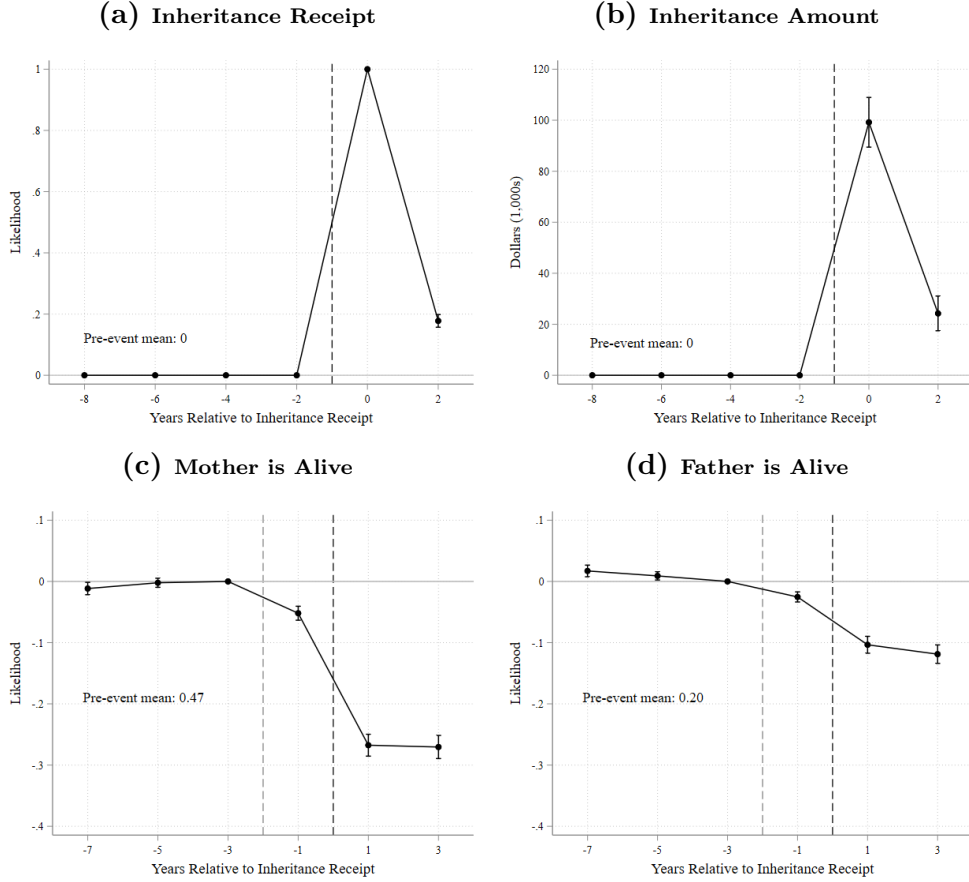 (a) Inheritance Receipt
1
.8
.6
.4
.2
0
Likelihood
Pre-event mean: 0
-8 -6 -4 -2 0 2
Years Relative to Inheritance Receipt
(b) Inheritance Amount
120
100
80
60
40
20
0
Dollars (1,000s)
Pre-event mean: 0
-8 -6 -4 -2 0 2
Years Relative to Inheritance Receipt
(c) Mother is Alive
.1
0
-.1
-.2
-.3
-.4
Likelihood
Pre-event mean: 0.47
-7 -5 -3 -1 1 3
Years Relative to Inheritance Receipt
(d) Father is Alive
.1
0
-.1
-.2
-.3
-.4
Likelihood
Pre-event mean: 0.20
-7 -5 -3 -1 1 3
Years Relative to Inheritance Receipt